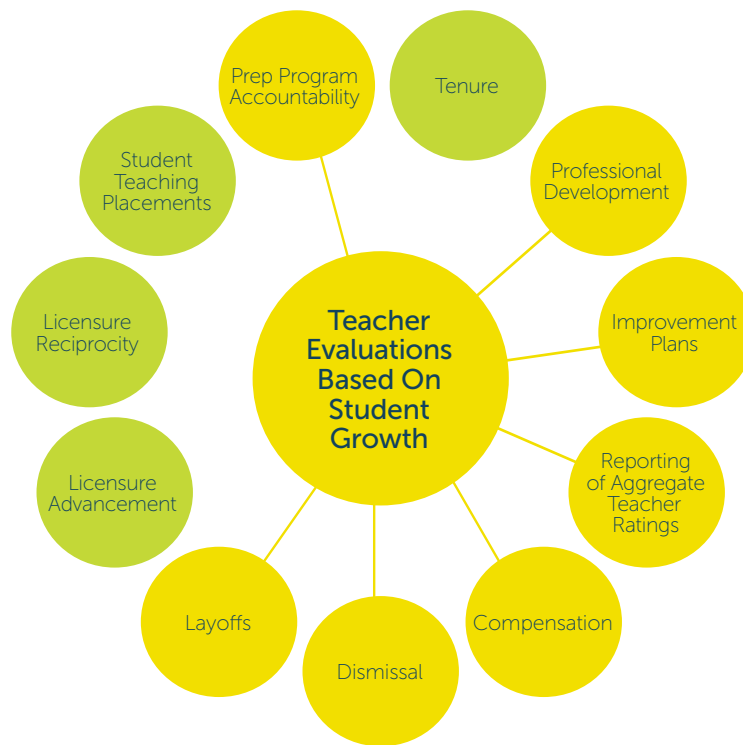 Prep Program
Accountability
Tenure
Student
Teaching
Placements
Professional
Development
Licensure
Reciprocity
Teacher
Evaluations
Based On
Student
Growth
Improvement
Plans
Licensure
Advancement
Reporting
of Aggregate
Teacher
Ratings
Layoffs
Dismissal
Compensation